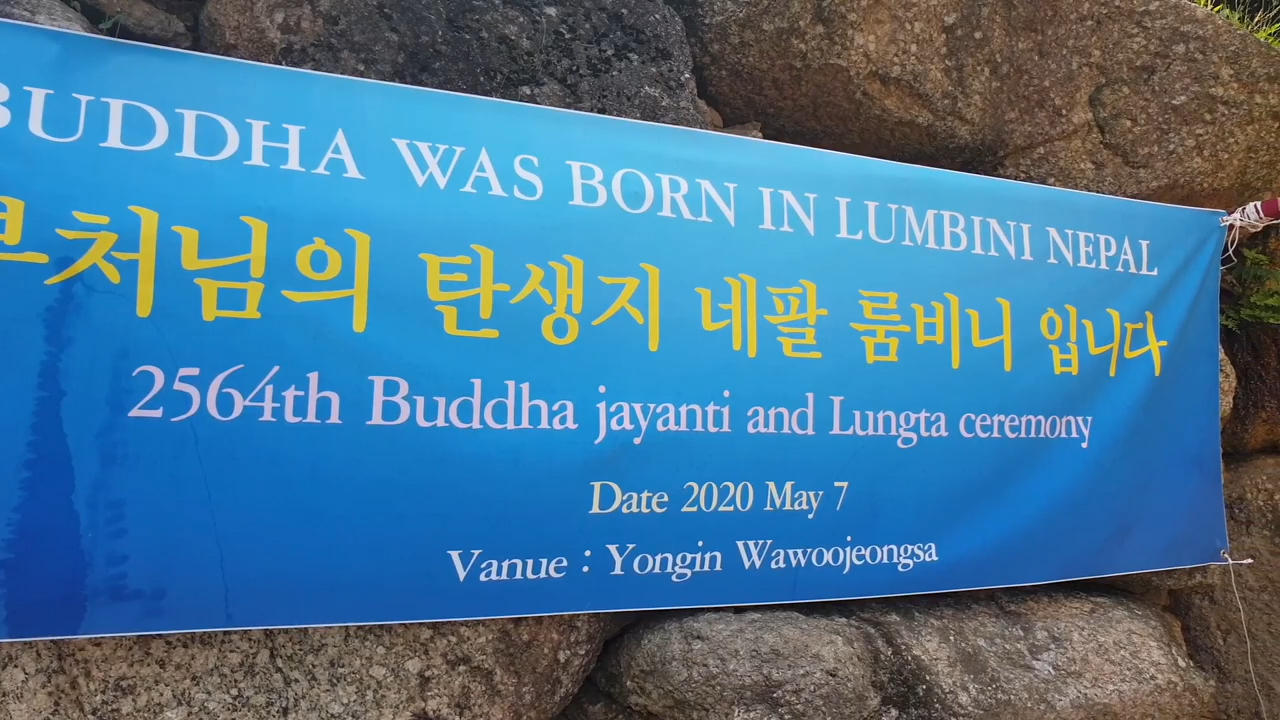 BUDDHA WAS BORN IN LUMBINI NEPAL
부처님의 탄생지 네팔 룸비니 입니다
2564th Buddha jayanti and Lungta ceremony
Date 2020 May 7
Vanue : Yongin Wawoojeongsa